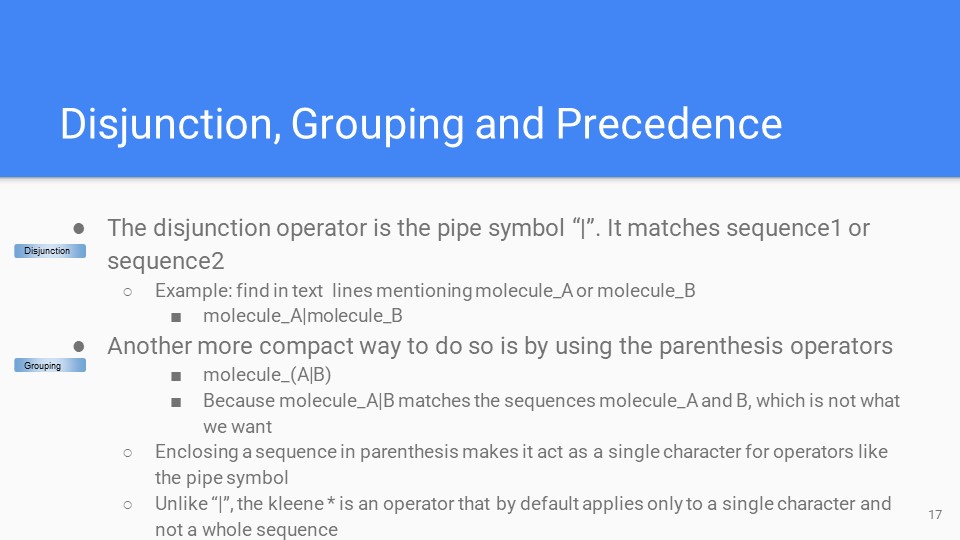 Disjunction, Grouping and Precedence
● The disjunction operator is the pipe symbol “|”. It matches sequence1 or
Disjunction
sequence2
○ Example: find in text lines mentioning molecule_A or molecule_B
■ molecule_A|molecule_B
● Another more compact way to do so is by using the parenthesis operators
Grouping
■ molecule_(A|B)
■ Because molecule_A|B matches the sequences molecule_A and B, which is not what
we want
○ Enclosing a sequence in parenthesis makes it act as a single character for operators like
the pipe symbol
○ Unlike “|”, the kleene * is an operator that by default applies only to a single character and
not a whole sequence
17